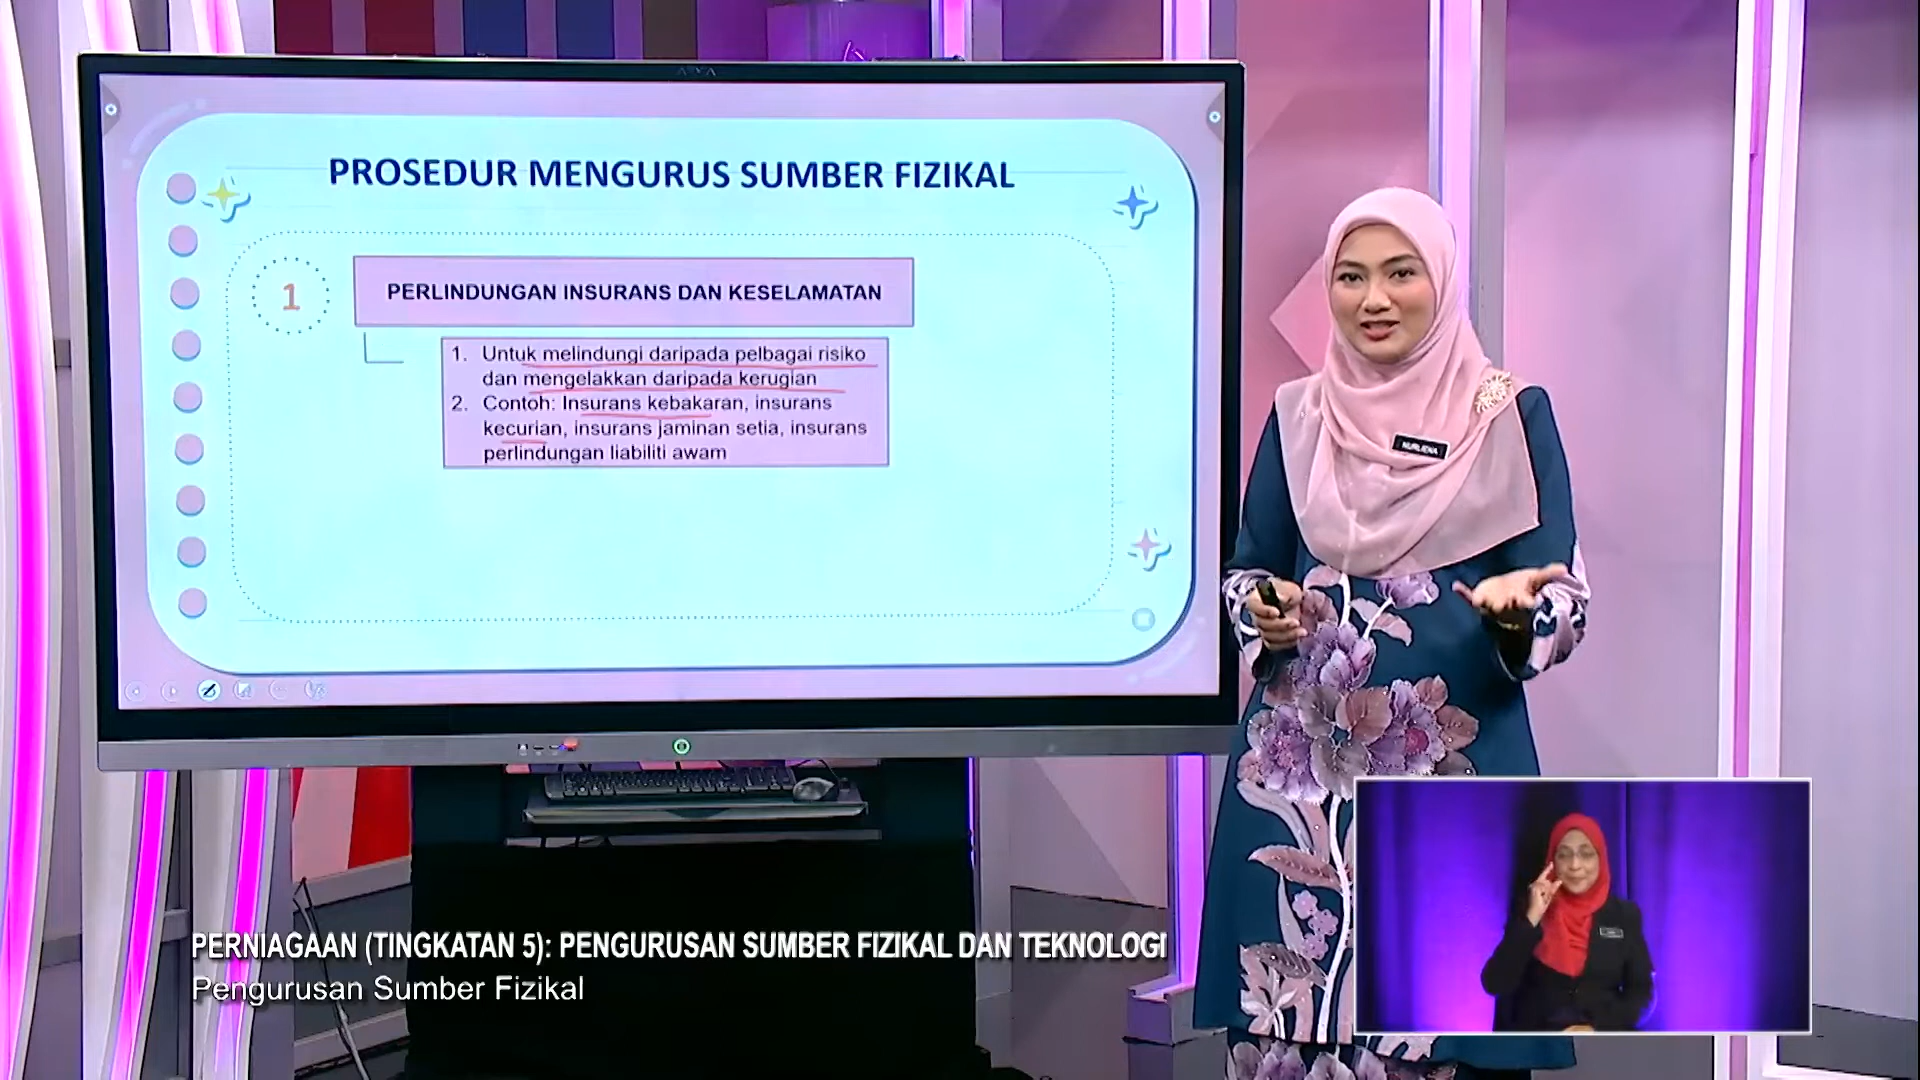 PROSEDUR MENGURUS SUMBER FIZIKAL
1
PERLINDUNGAN INSURANS DAN KESELAMATAN
1. Untuk melindungi daripada pelbagai risiko
dan mengelakkan daripada kerugian
2. Contoh: Insurans kebakaran, insurans
kecurian, insurans jaminan setia, insurans
perlindungan liabiliti awam
NURLIENA
PERNIAGAAN (TINGKATAN 5): PENGURUSAN SUMBER FIZIKAL DAN TEKNOLOGI
Pengurusan Sumber Fizikal